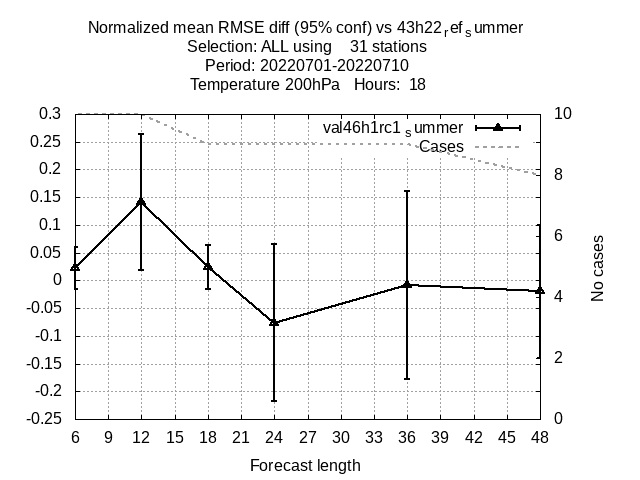 Normalized mean RMSE diff (95% conf) vs 43h22refsummer
Selection: ALL using 31 stations
Period: 20220701-20220710
Temperature 200hPa Hours: 18
val46h1rc1summer
Cases
0.3
0.25
0.2
0.15
0.1
0.05
0
-0.05
-0.1
-0.15
-0.2
-0.25
10
8
6
4
2
0
No cases
6 9 12 15 18 21 24 27 30 33 36 39 42 45 48
Forecast length